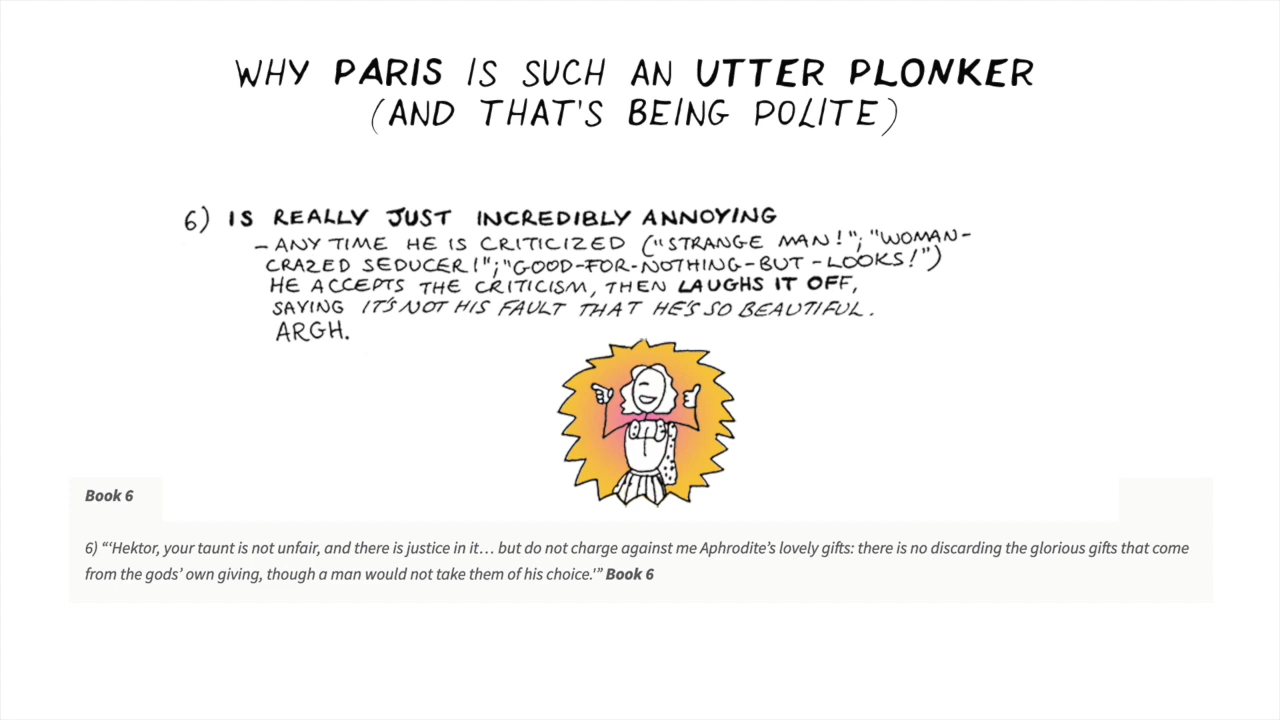 WHY PARIS IS SUCH AN UTTER PLONKER
(AND THAT'S BEING POLITE)
6) IS REALLY JUST INCREDIBLY ANNOYING
- ANY TIME HE IS CRITICIZED ("STRANGE MAN!"; "WOMAN-
CRAZED SEDUCER!"; "GOOD-FOR-NOTHING-BUT-LOOKS!")
HE ACCEPTS THE CRITICISM, THEN LAUGHS IT OFF,
SAYING IT'S NOT HIS FAULT THAT HE'S SO BEAUTIFUL.
ARGH.
Book 6
6) “‘Hektor, your taunt is not unfair, and there is justice in it… but do not charge against me Aphrodite’s lovely gifts: there is no discarding the glorious gifts that come
from the gods’ own giving, though a man would not take them of his choice.'” Book 6